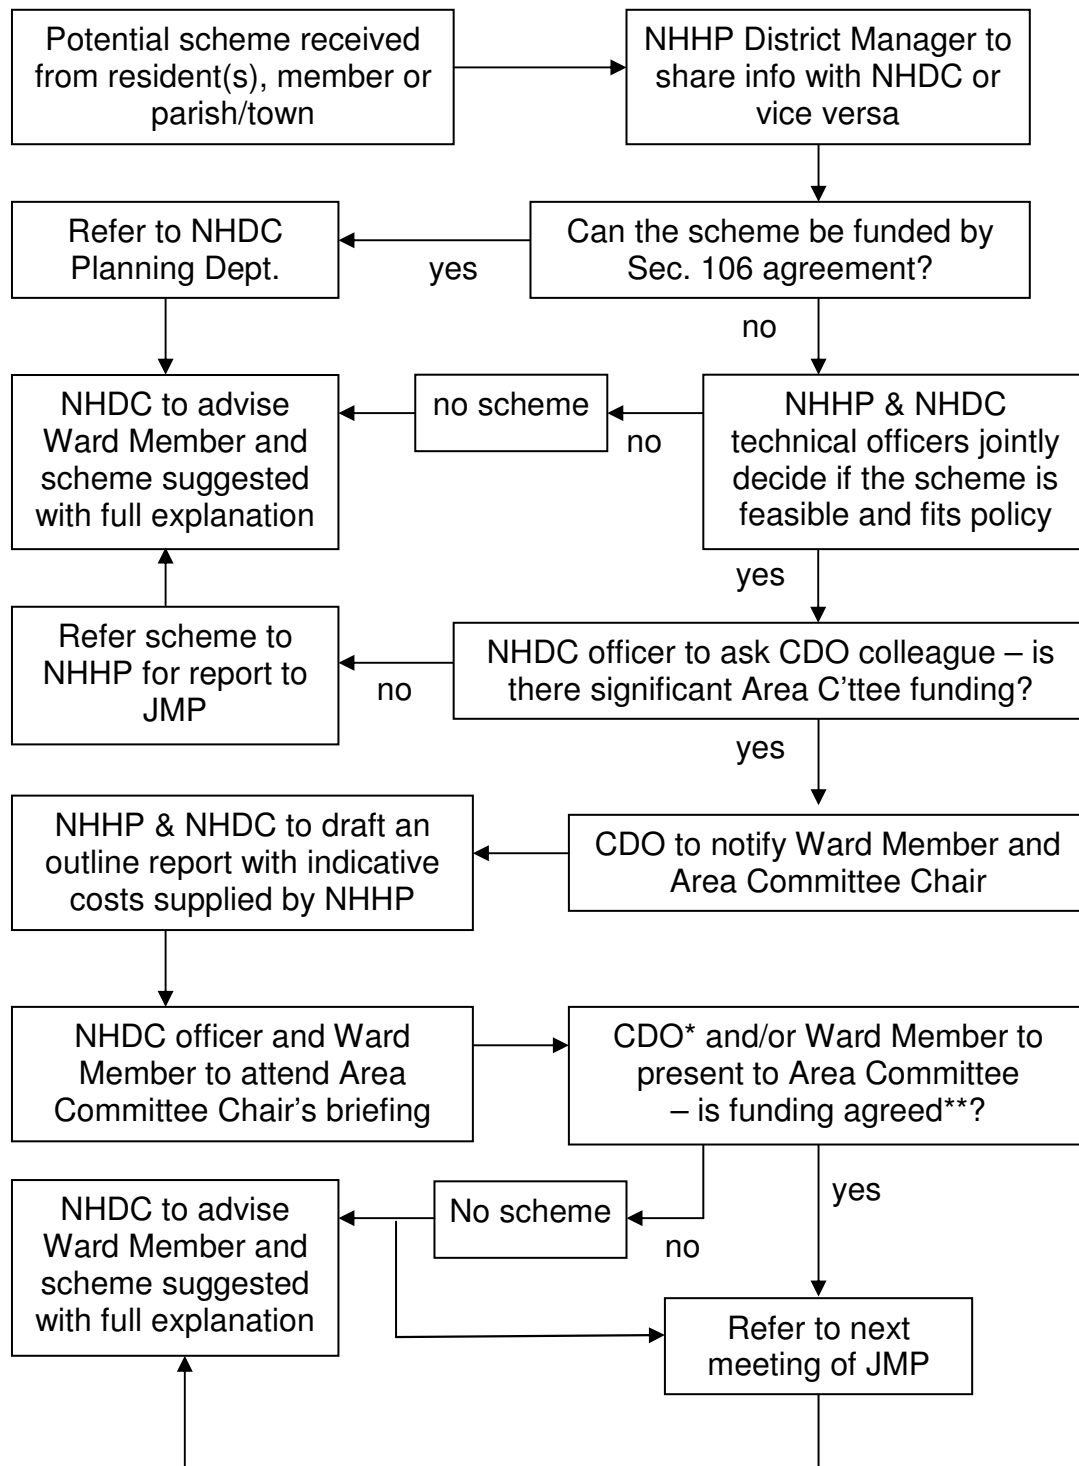 Potential scheme received
from resident(s), member or
parish/town
NHHP District Manager to
share info with NHDC or
vice versa
Refer to NHDC
Planning Dept.
yes
Can the scheme be funded by
Sec. 106 agreement?
no
NHDC to advise
Ward Member and
scheme suggested
with full explanation
no scheme
no
NHHP & NHDC
technical officers jointly
decide if the scheme is
feasible and fits policy
yes
Refer scheme to
NHHP for report to
JMP
no
NHDC officer to ask CDO colleague – is
there significant Area C'ttee funding?
yes
NHHP & NHDC to draft an
outline report with indicative
costs supplied by NHHP
CDO to notify Ward Member and
Area Committee Chair
NHDC officer and Ward
Member to attend Area
Committee Chair's briefing
CDO* and/or Ward Member to
present to Area Committee
– is funding agreed**?
yes
NHDC to advise
Ward Member and
scheme suggested
with full explanation
No scheme
no
Refer to next
meeting of JMP